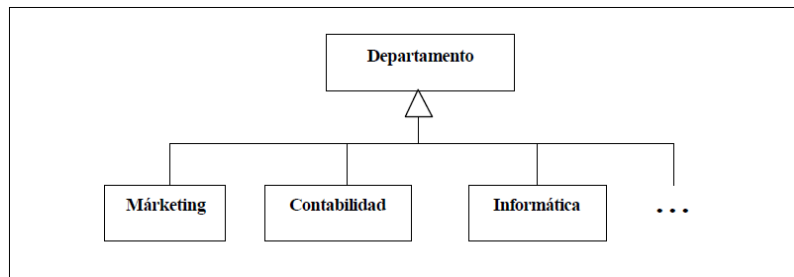 Departamento
Márketing
Contabilidad
Informática
...